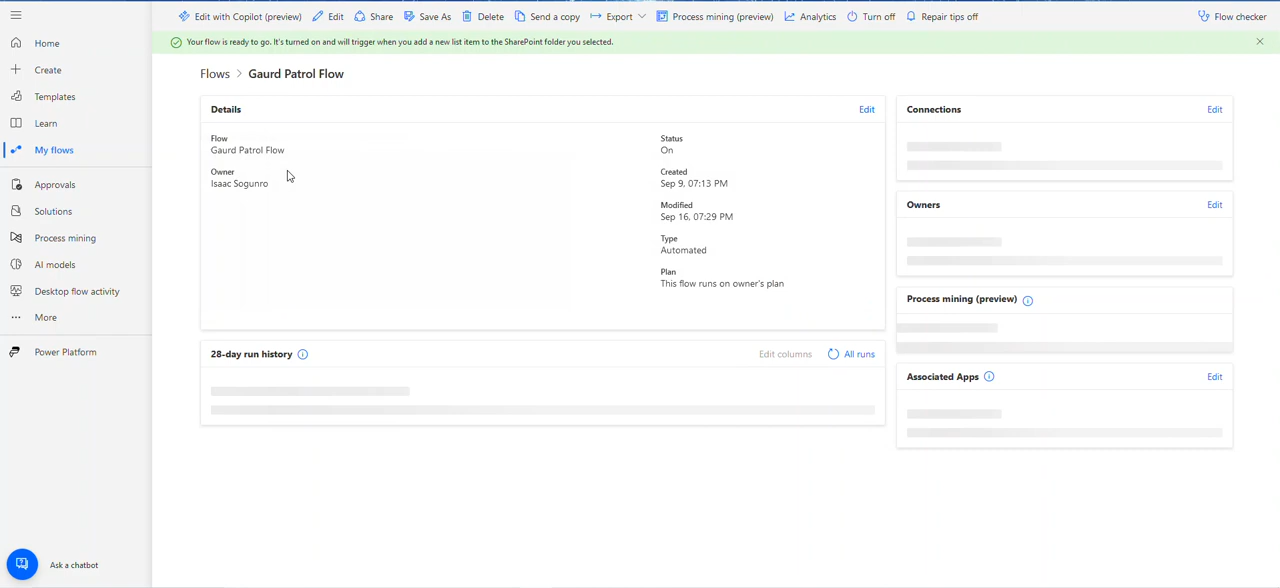 Edit with Copilot (preview) Edit Share Save As Delete Send a copy Export Process mining (preview) Analytics Turn off Repair tips off Flow checker
Your flow is ready to go. It's turned on and will trigger when you add a new list item to the SharePoint folder you selected.
Home
Create
Templates
Learn
My flows
Approvals
Solutions
Process mining
AI models
Desktop flow activity
More
Power Platform
Ask a chatbot
Flows > Gaurd Patrol Flow
Details Edit
Flow
Gaurd Patrol Flow
Owner
Isaac Sogunro
Status
On
Created
Sep 9, 07:13 PM
Modified
Sep 16, 07:29 PM
Type
Automated
Plan
This flow runs on owner's plan
28-day run history Edit columns All runs
Connections Edit
Owners Edit
Process mining (preview)
Associated Apps Edit